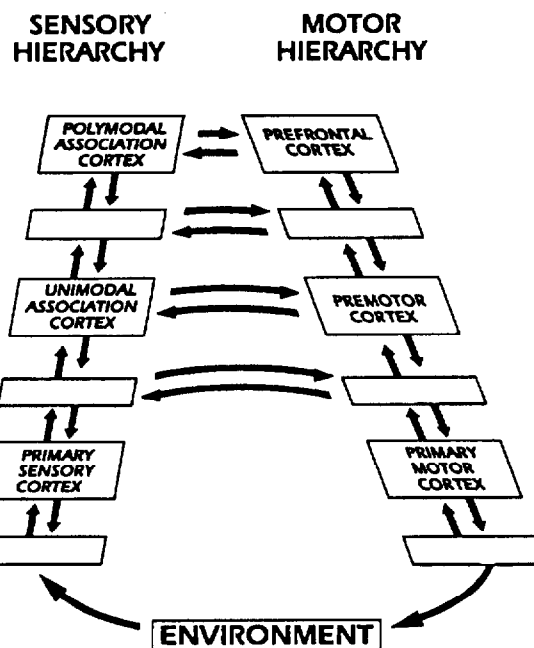 SENSORY
HIERARCHY
MOTOR
HIERARCHY
POLYMODAL
ASSOCIATION
CORTEX
PREFRONTAL
CORTEX
UNIMODAL
ASSOCIATION
CORTEX
PREMOTOR
CORTEX
PRIMARY
SENSORY
CORTEX
PRIMARY
MOTOR
CORTEX
ENVIRONMENT